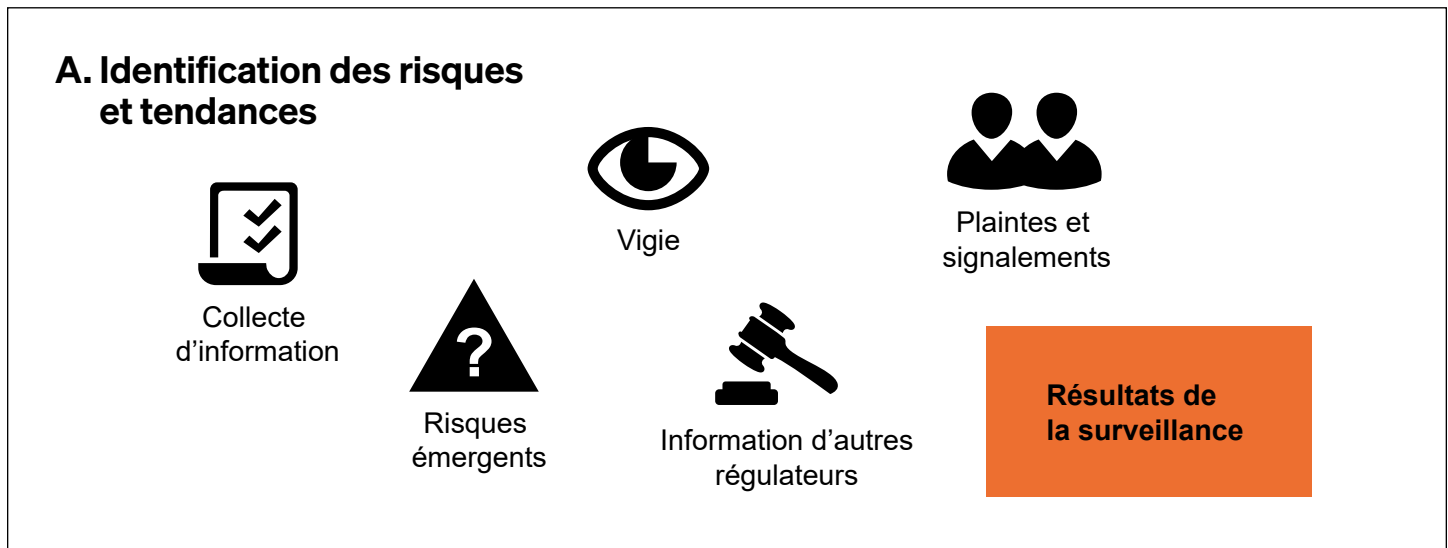 A. Identification des risques
et tendances
Vigie
Plaintes et
signalements
Collecte
d’information
?
Risques
émergents
Information d’autres
régulateurs
Résultats de
la surveillance